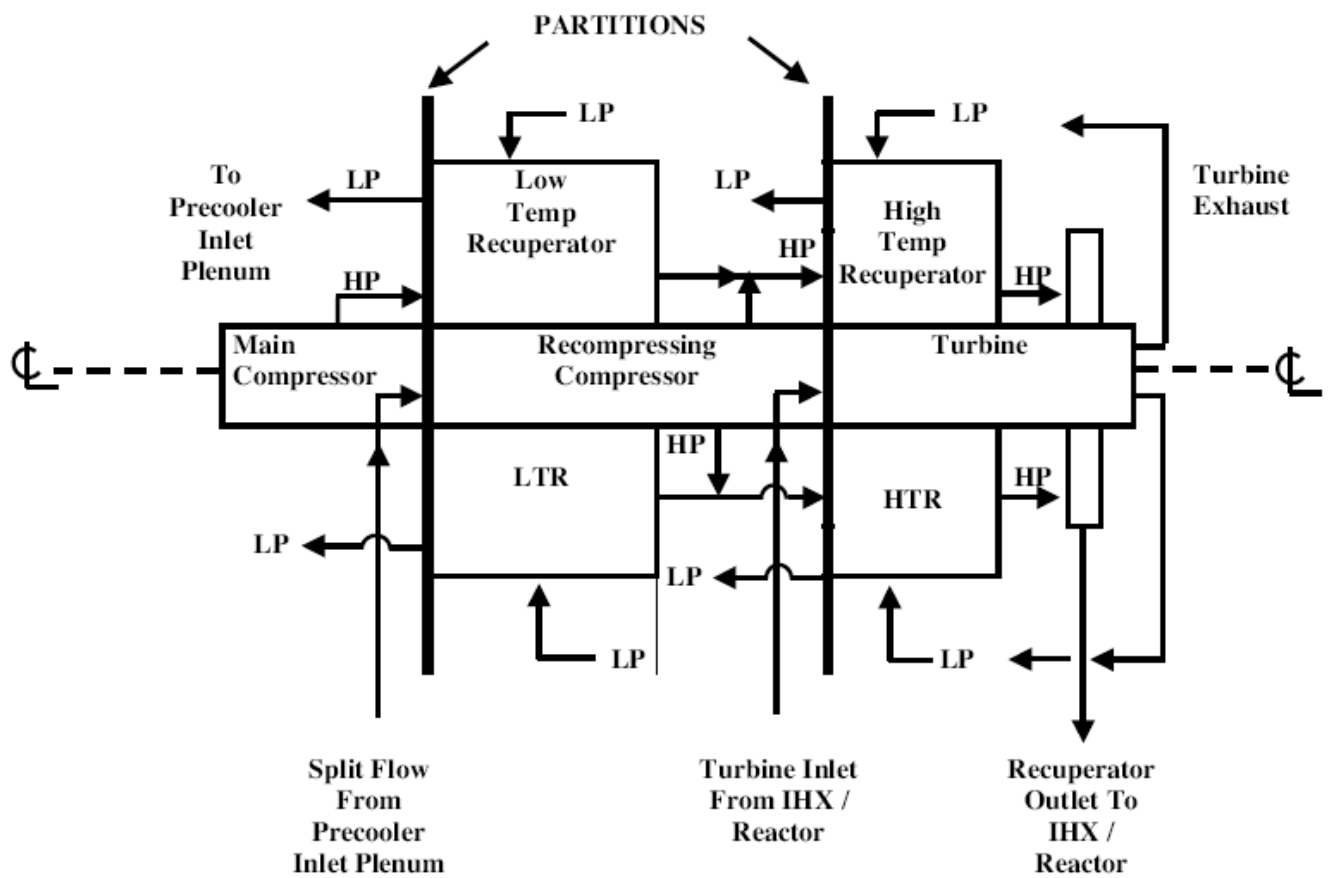 PARTITIONS
LP
LP
To
Precooler
Inlet
Plenum
LP
Low
Temp
Recuperator
LP
High
Temp
Recuperator
Turbine
Exhaust
HP
HP
HP
Main
Compressor
Recompressing
Compressor
Turbine
HP
LTR
HTR
HP
LP
LP
LP
LP
Split Flow
From
Precooler
Inlet Plenum
Turbine Inlet
From IHX /
Reactor
Recuperator
Outlet To
IHX /
Reactor